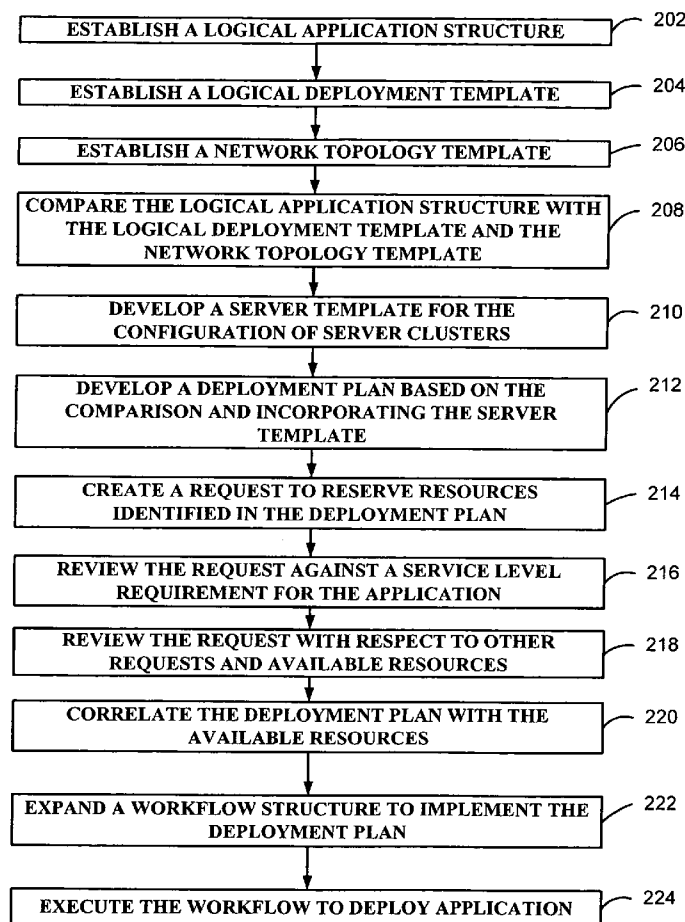 ESTABLISH A LOGICAL APPLICATION STRUCTURE
202
ESTABLISH A LOGICAL DEPLOYMENT TEMPLATE
204
ESTABLISH A NETWORK TOPOLOGY TEMPLATE
206
COMPARE THE LOGICAL APPLICATION STRUCTURE WITH
THE LOGICAL DEPLOYMENT TEMPLATE AND THE
NETWORK TOPOLOGY TEMPLATE
208
DEVELOP A SERVER TEMPLATE FOR THE
CONFIGURATION OF SERVER CLUSTERS
210
DEVELOP A DEPLOYMENT PLAN BASED ON THE
COMPARISON AND INCORPORATING THE SERVER
TEMPLATE
212
CREATE A REQUEST TO RESERVE RESOURCES
IDENTIFIED IN THE DEPLOYMENT PLAN
214
REVIEW THE REQUEST AGAINST A SERVICE LEVEL
REQUIREMENT FOR THE APPLICATION
216
REVIEW THE REQUEST WITH RESPECT TO OTHER
REQUESTS AND AVAILABLE RESOURCES
218
CORRELATE THE DEPLOYMENT PLAN WITH THE
AVAILABLE RESOURCES
220
EXPAND A WORKFLOW STRUCTURE TO IMPLEMENT THE
DEPLOYMENT PLAN
222
EXECUTE THE WORKFLOW TO DEPLOY APPLICATION
224